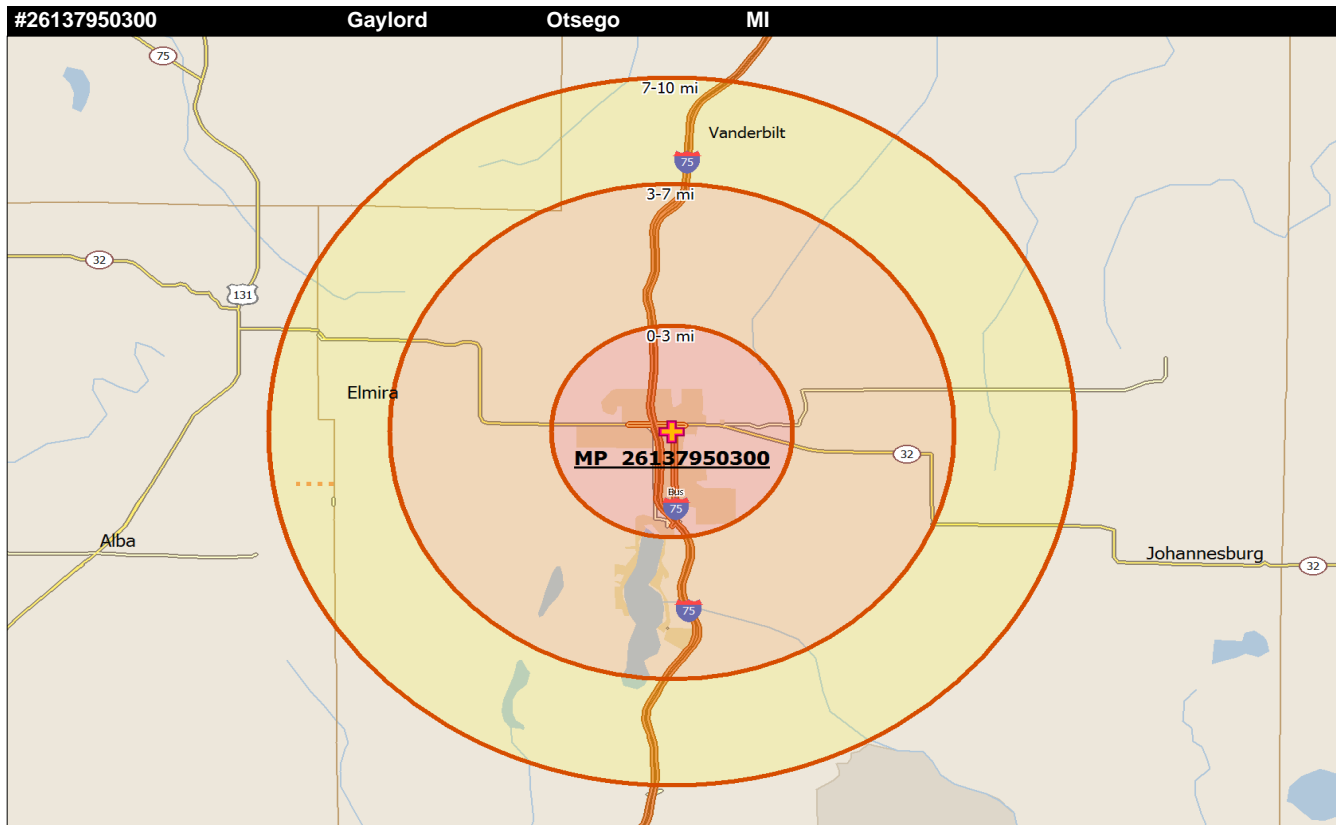 #26137950300 Gaylord Otsego MI
75
7-10 mi
Vanderbilt
75
3-7 mi
32
131
0-3 mi
Elmira
MP 26137950300
32
Bus
75
Alba
Johannesburg
32
75